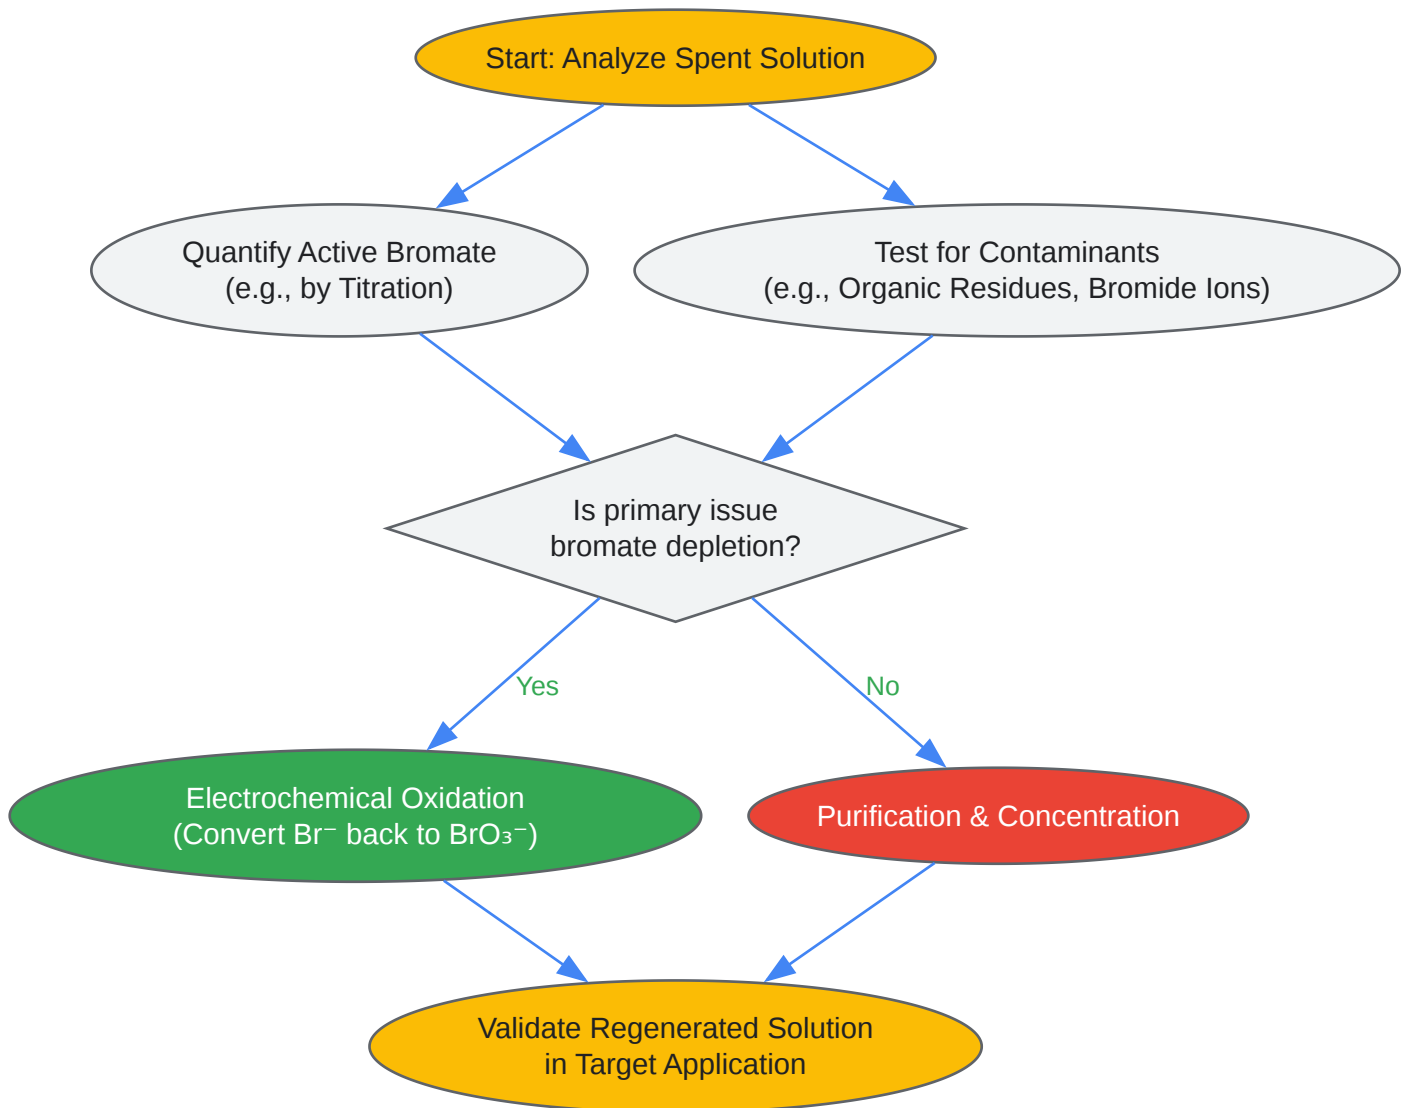 Start: Analyze Spent Solution
Quantify Active Bromate
(e.g., by Titration)
Test for Contaminants
(e.g., Organic Residues, Bromide Ions)
Is primary issue
bromate depletion?
Yes
No
Electrochemical Oxidation
(Convert Br⁻ back to BrO₃⁻)
Purification & Concentration
Validate Regenerated Solution
in Target Application